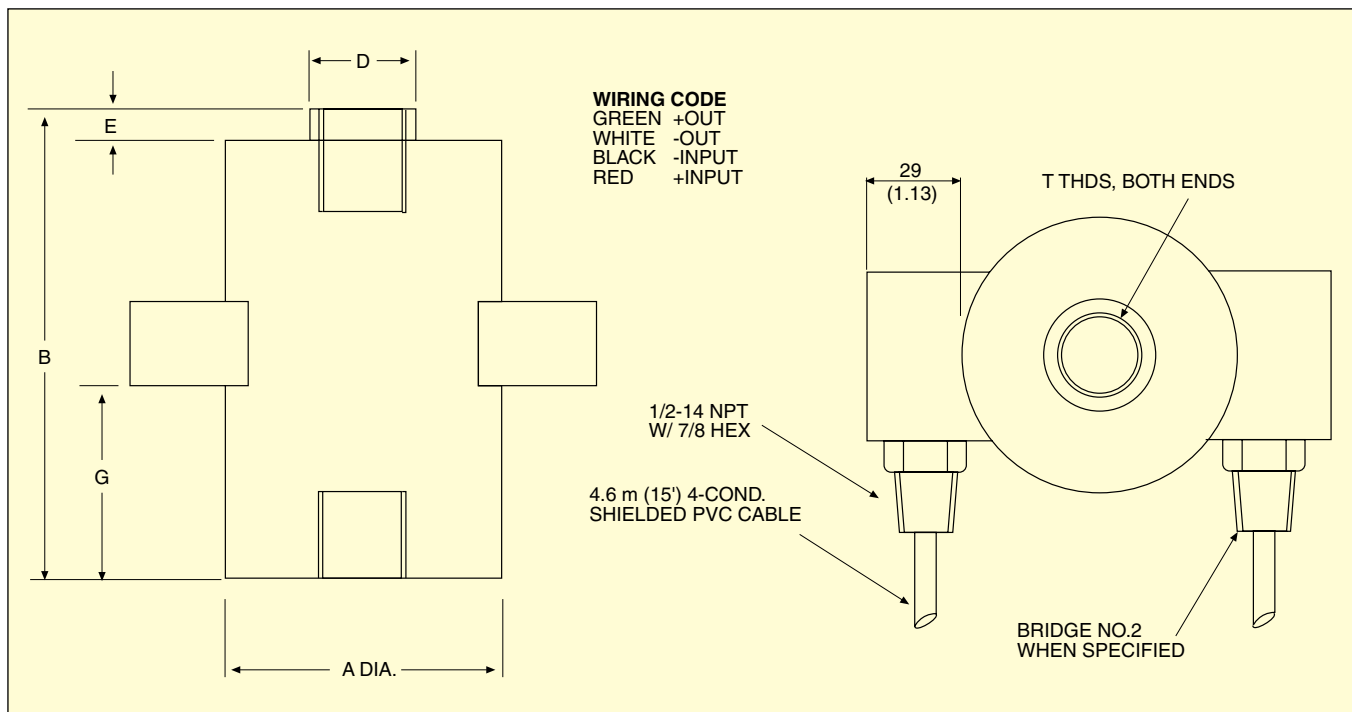 D
E
B
G
A DIA.
WIRING CODE
GREEN +OUT
WHITE -OUT
BLACK -INPUT
RED +INPUT
29
(1.13)
T THDS, BOTH ENDS
1/2-14 NPT
W/ 7/8 HEX
4.6 m (15') 4-COND.
SHIELDED PVC CABLE
BRIDGE NO.2
WHEN SPECIFIED